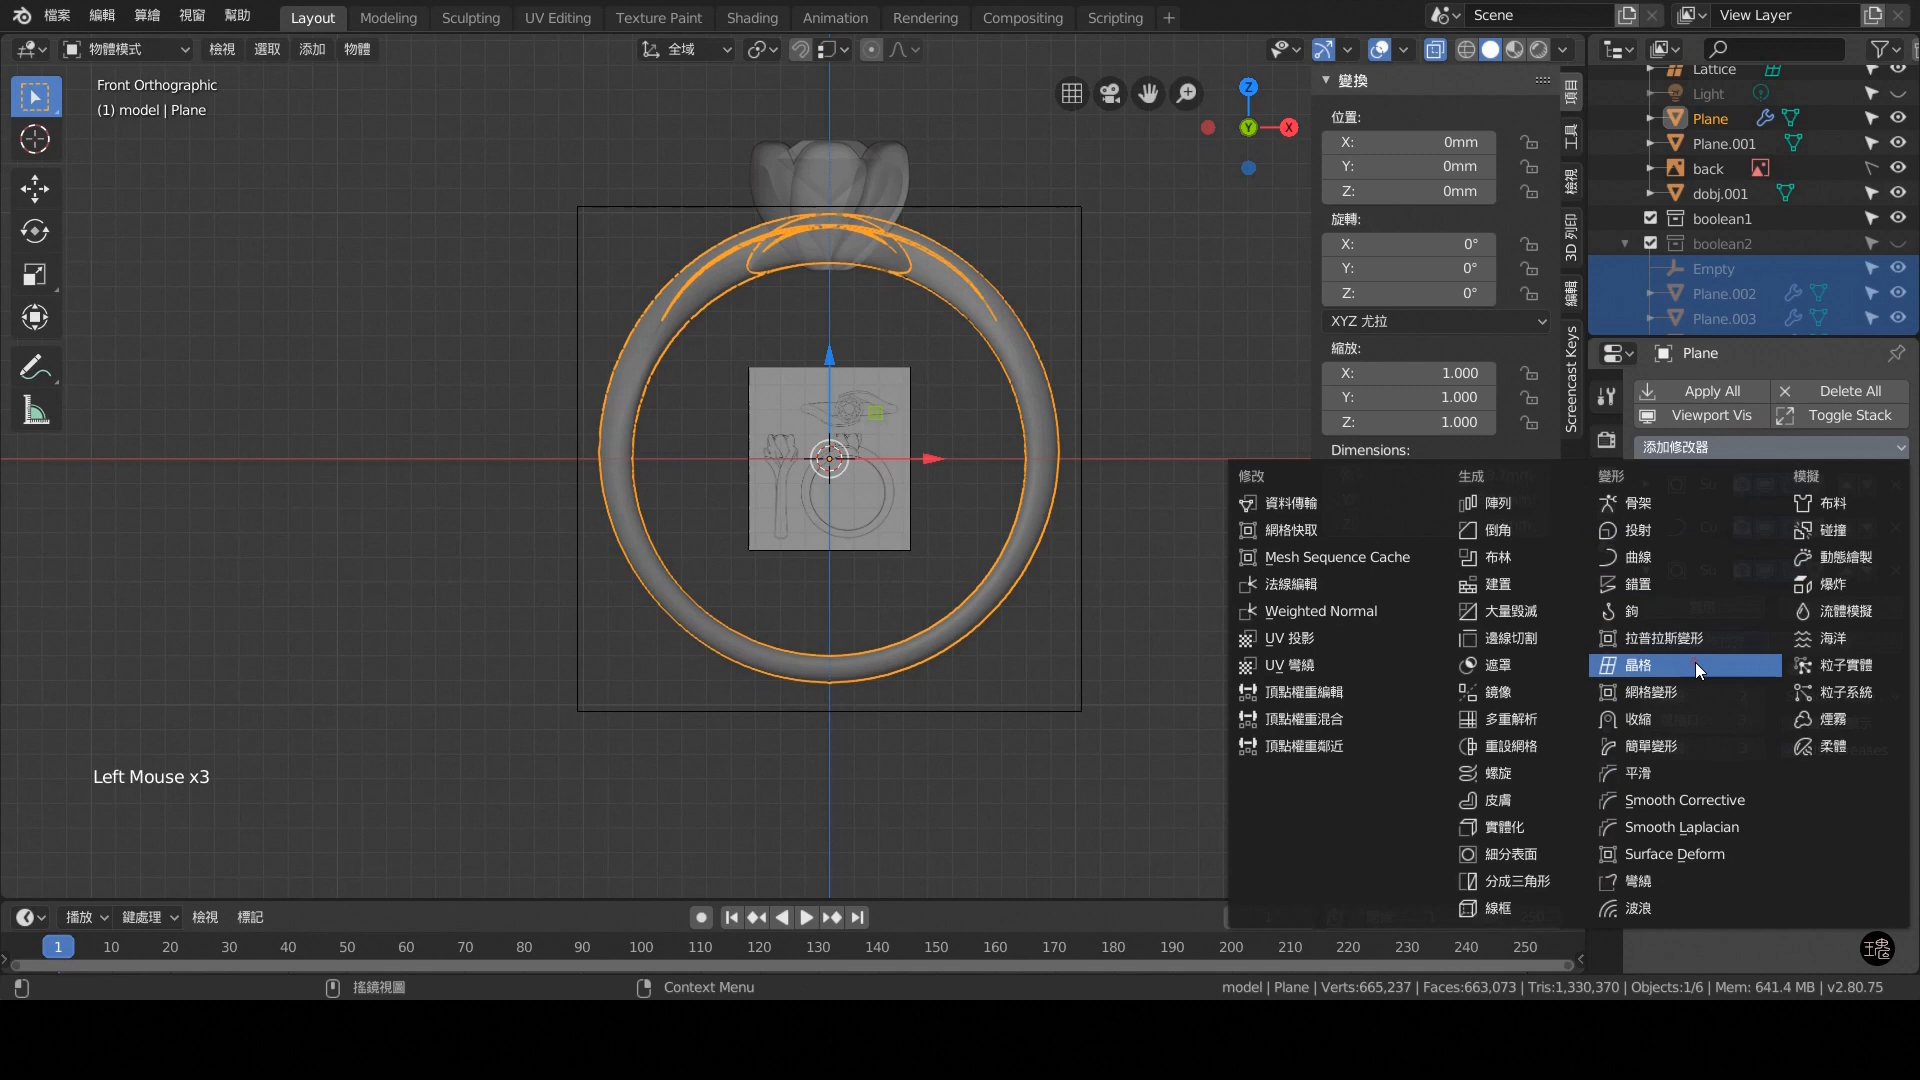 檔案 編輯 算繪 視窗 幫助 Layout Modeling Sculpting UV Editing Texture Paint Shading Animation Rendering Compositing Scripting + Scene View Layer
物體模式 檢視 選取 添加 物體 全域
Front Orthographic
(1) model | Plane
Z
Y
X
變換
位置:
X: 0mm
Y: 0mm
Z: 0mm
旋轉:
X: 0°
Y: 0°
Z: 0°
XYZ 尤拉
縮放:
X: 1.000
Y: 1.000
Z: 1.000
Dimensions:
項目
工具
檢視
3D 列印
編輯
Screencast Keys
Lattice
Light
Plane
Plane.001
back
dobj.001
boolean1
boolean2
Empty
Plane.002
Plane.003
Plane
Apply All Delete All
Viewport Vis Toggle Stack
添加修改器
修改
資料傳輸
網格快取
Mesh Sequence Cache
法線編輯
Weighted Normal
UV 投影
UV 彎繞
頂點權重編輯
頂點權重混合
頂點權重鄰近
生成
陣列
倒角
布林
建置
大量毀滅
邊線切割
遮罩
鏡像
多重解析
重設網格
螺旋
皮膚
實體化
細分表面
分成三角形
線框
變形
骨架
投射
曲線
錯置
鉤
拉普拉斯變形
晶格
網格變形
收縮
簡單變形
平滑
Smooth Corrective
Smooth Laplacian
Surface Deform
彎繞
波浪
模擬
布料
碰撞
動態繪製
爆炸
流體模擬
海洋
粒子實體
粒子系統
煙霧
柔體
Left Mouse x3
播放 鍵處理 檢視 標記
1 10 20 30 40 50 60 70 80 90 100 110 120 130 140 150 160 170 180 190 200 210 220 230 240 250
搖鏡視圖 Context Menu model | Plane | Verts:665,237 | Faces:663,073 | Tris:1,330,370 | Objects:1/6 | Mem: 641.4 MB | v2.80.75